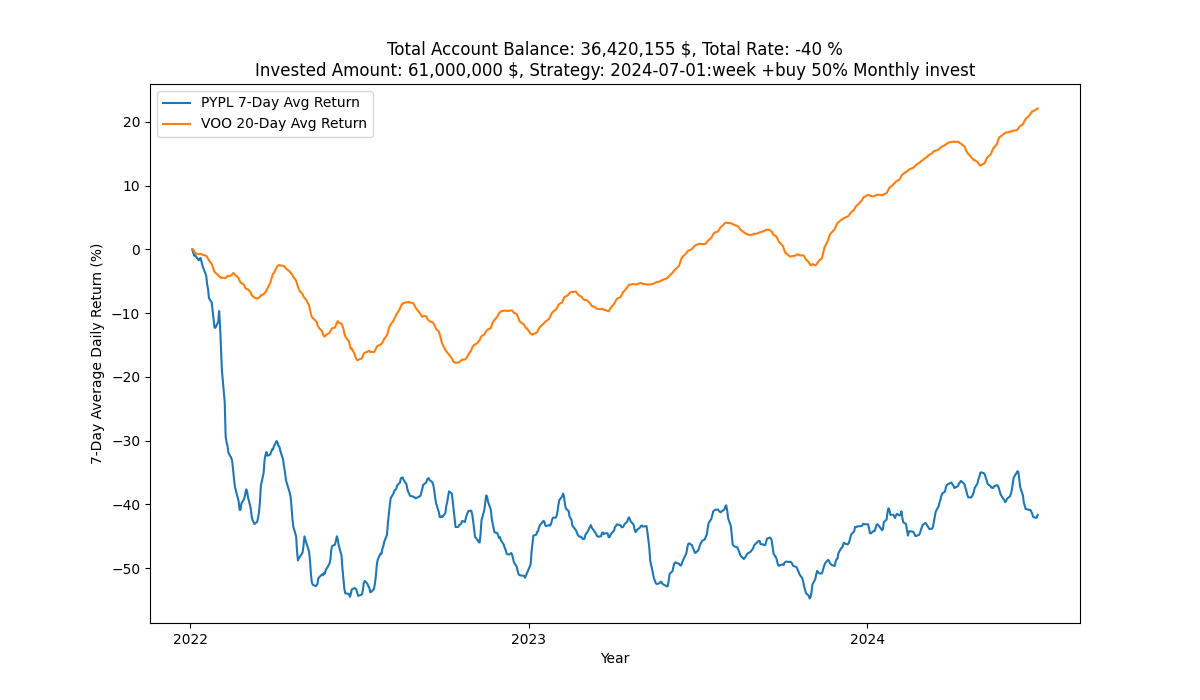 Total Account Balance: 36,420,155 $, Total Rate: -40 %
Invested Amount: 61,000,000 $, Strategy: 2024-07-01:week +buy 50% Monthly invest
PYPL 7-Day Avg Return
VOO 20-Day Avg Return
7-Day Average Daily Return (%)
20
10
0
−10
−20
−30
−40
−50
2022
2023
2024
Year